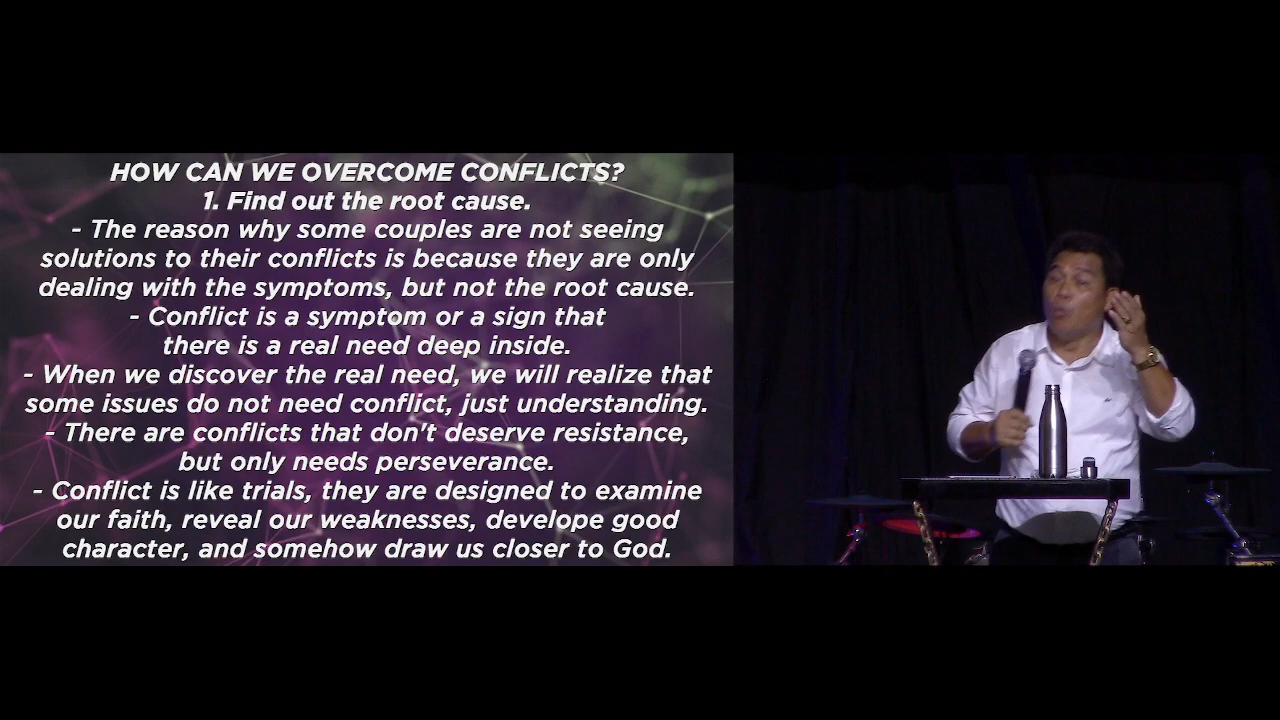 HOW CAN WE OVERCOME CONFLICTS?
1. Find out the root cause.
- The reason why some couples are not seeing
solutions to their conflicts is because they are only
dealing with the symptoms, but not the root cause.
- Conflict is a symptom or a sign that
there is a real need deep inside.
- When we discover the real need, we will realize that
some issues do not need conflict, just understanding.
- There are conflicts that don't deserve resistance,
but only needs perseverance.
- Conflict is like trials, they are designed to examine
our faith, reveal our weaknesses, develope good
character, and somehow draw us closer to God.